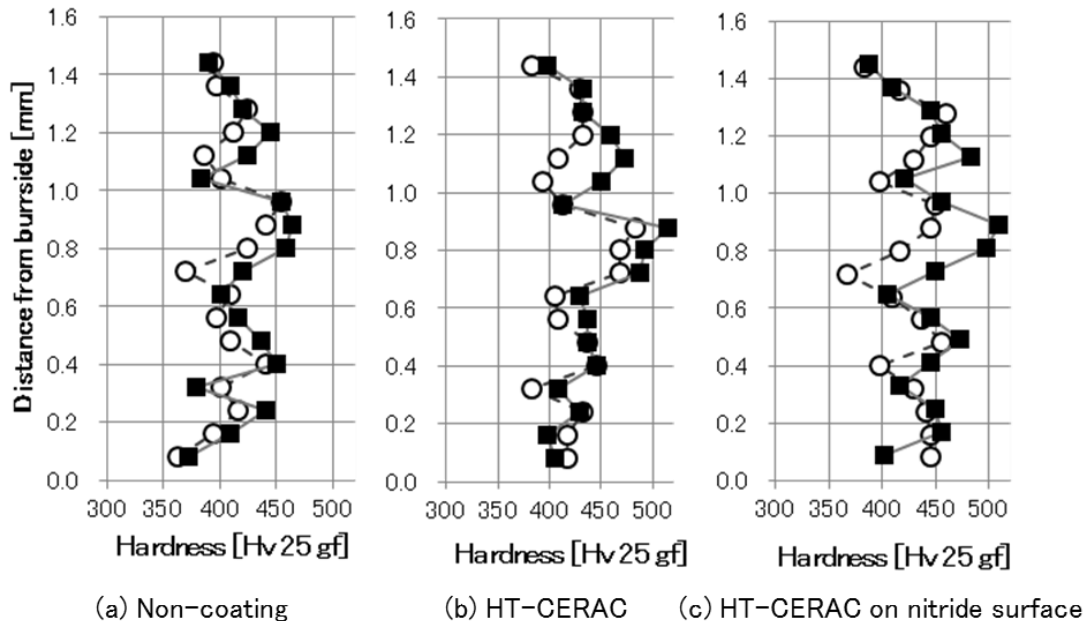 Distance from burrside [mm]
1.6
1.4
1.2
1.0
0.8
0.6
0.4
0.2
0.0
300 350 400 450 500
Hardness [Hv 25 gf]
(a) Non-coating
1.6
1.4
1.2
1.0
0.8
0.6
0.4
0.2
0.0
300 350 400 450 500
Hardness [Hv 25 gf]
(b) HT-CERAC
1.6
1.4
1.2
1.0
0.8
0.6
0.4
0.2
0.0
300 350 400 450 500
Hardness [Hv 25 gf]
(c) HT-CERAC on nitride surface